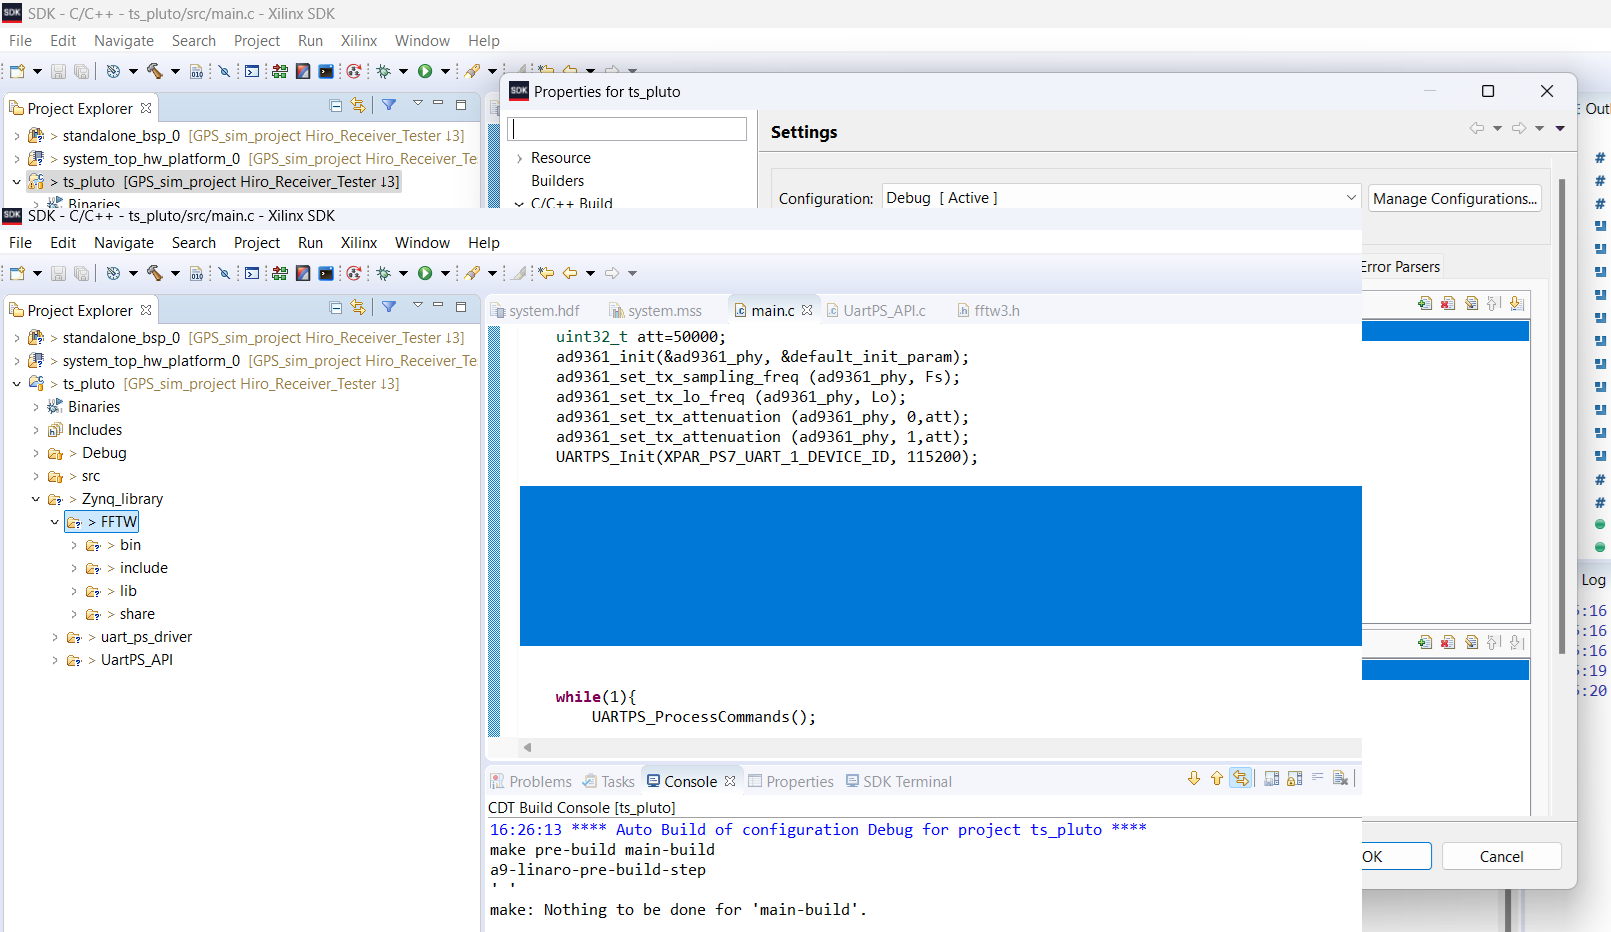 SDK - C/C++ - ts_pluto/src/main.c - Xilinx SDK
File Edit Navigate Search Project Run Xilinx Window Help
Project Explorer
> standalone_bsp_0 [GPS_sim_project Hiro_Receiver_Tester ↓3]
> system_top_hw_platform_0 [GPS_sim_project Hiro_Receiver_Te
> ts_pluto [GPS_sim_project Hiro_Receiver_Tester ↓3]
Binaries
SDK Properties for ts_pluto
Resource
Builders
C/C++ Build
Settings
Configuration: Debug [ Active ] Manage Configurations...
Error Parsers
OK Cancel
Outl
Log
:16
:16
:16
:19
:20
SDK - C/C++ - ts_pluto/src/main.c - Xilinx SDK
File Edit Navigate Search Project Run Xilinx Window Help
Project Explorer
> standalone_bsp_0 [GPS_sim_project Hiro_Receiver_Tester ↓3]
> system_top_hw_platform_0 [GPS_sim_project Hiro_Receiver_Te
> ts_pluto [GPS_sim_project Hiro_Receiver_Tester ↓3]
Binaries
Includes
> Debug
> src
> Zynq_library
> FFTW
> bin
> include
> lib
> share
> uart_ps_driver
> UartPS_API
system.hdf system.mss main.c UartPS_API.c fftw3.h
uint32_t att=50000;
ad9361_init(&ad9361_phy, &default_init_param);
ad9361_set_tx_sampling_freq (ad9361_phy, Fs);
ad9361_set_tx_lo_freq (ad9361_phy, Lo);
ad9361_set_tx_attenuation (ad9361_phy, 0,att);
ad9361_set_tx_attenuation (ad9361_phy, 1,att);
UARTPS_Init(XPAR_PS7_UART_1_DEVICE_ID, 115200);
while(1){
UARTPS_ProcessCommands();
Problems Tasks Console Properties SDK Terminal
CDT Build Console [ts_pluto]
16:26:13 **** Auto Build of configuration Debug for project ts_pluto ****
make pre-build main-build
a9-linaro-pre-build-step
' '
make: Nothing to be done for 'main-build'.